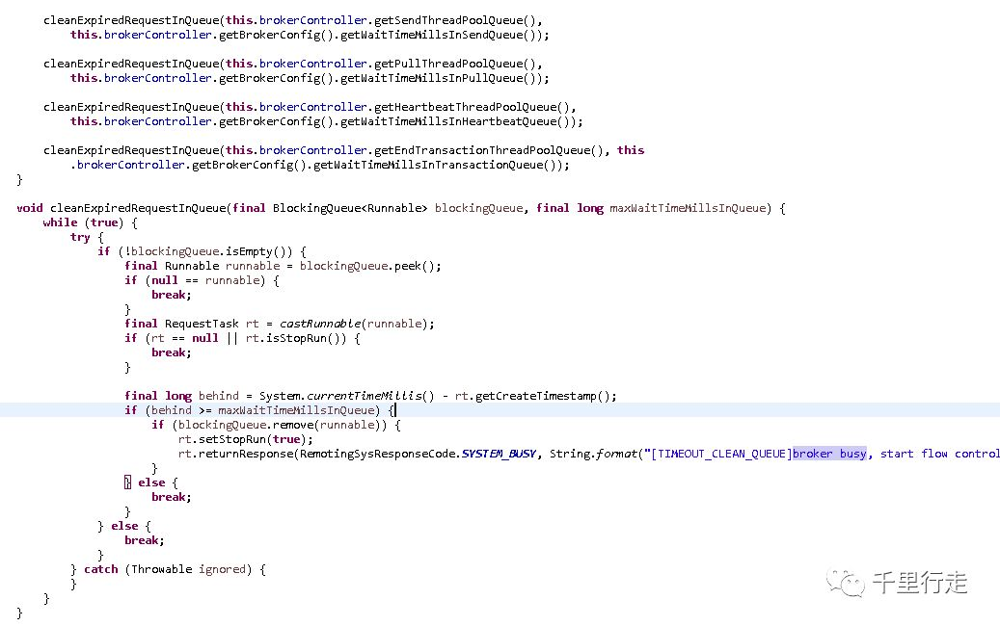 cleanExpiredRequestInQueue(this.brokerController.getSendThreadPoolQueue(),
this.brokerController.getBrokerConfig().getWaitTimeMillsInSendQueue());
cleanExpiredRequestInQueue(this.brokerController.getPullThreadPoolQueue(),
this.brokerController.getBrokerConfig().getWaitTimeMillsInPullQueue());
cleanExpiredRequestInQueue(this.brokerController.getHeartbeatThreadPoolQueue(),
this.brokerController.getBrokerConfig().getWaitTimeMillsInHeartbeatQueue());
cleanExpiredRequestInQueue(this.brokerController.getEndTransactionThreadPoolQueue(), this
.brokerController.getBrokerConfig().getWaitTimeMillsInTransactionQueue());
}
void cleanExpiredRequestInQueue(final BlockingQueue<Runnable> blockingQueue, final long maxWaitTimeMillsInQueue) {
while (true) {
try {
if (!blockingQueue.isEmpty()) {
final Runnable runnable = blockingQueue.peek();
if (null == runnable) {
break;
}
final RequestTask rt = castRunnable(runnable);
if (rt == null || rt.isStopRun()) {
break;
}
final long behind = System.currentTimeMillis() - rt.getCreateTimestamp();
if (behind >= maxWaitTimeMillsInQueue) {
if (blockingQueue.remove(runnable)) {
rt.setStopRun(true);
rt.returnResponse(RemotingSysResponseCode.SYSTEM_BUSY, String.format("[TIMEOUT_CLEAN_QUEUE]broker busy, start flow control
}
} else {
break;
}
} else {
break;
}
} catch (Throwable ignored) {
}
}
}
千里行走